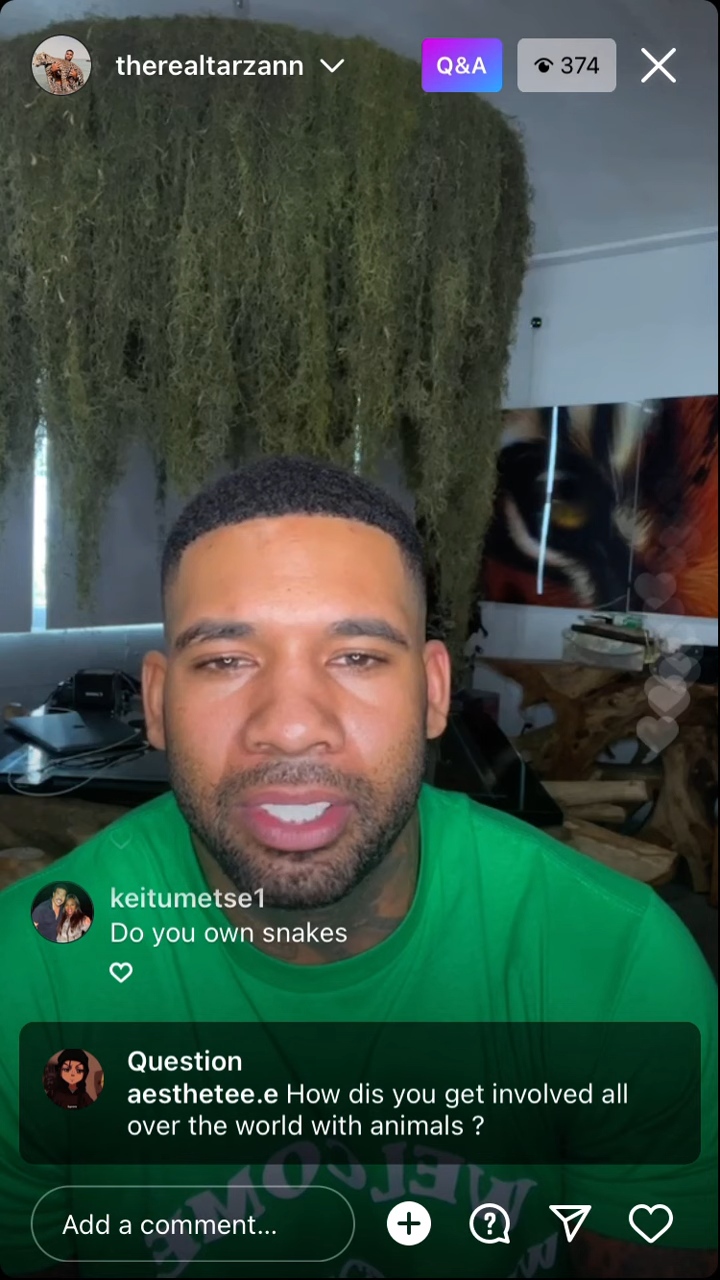 therealtarzann
Q&A
374
keitumetse1
Do you own snakes
Question
aesthetee.e How dis you get involved all
over the world with animals ?
WELCOME
Add a comment...